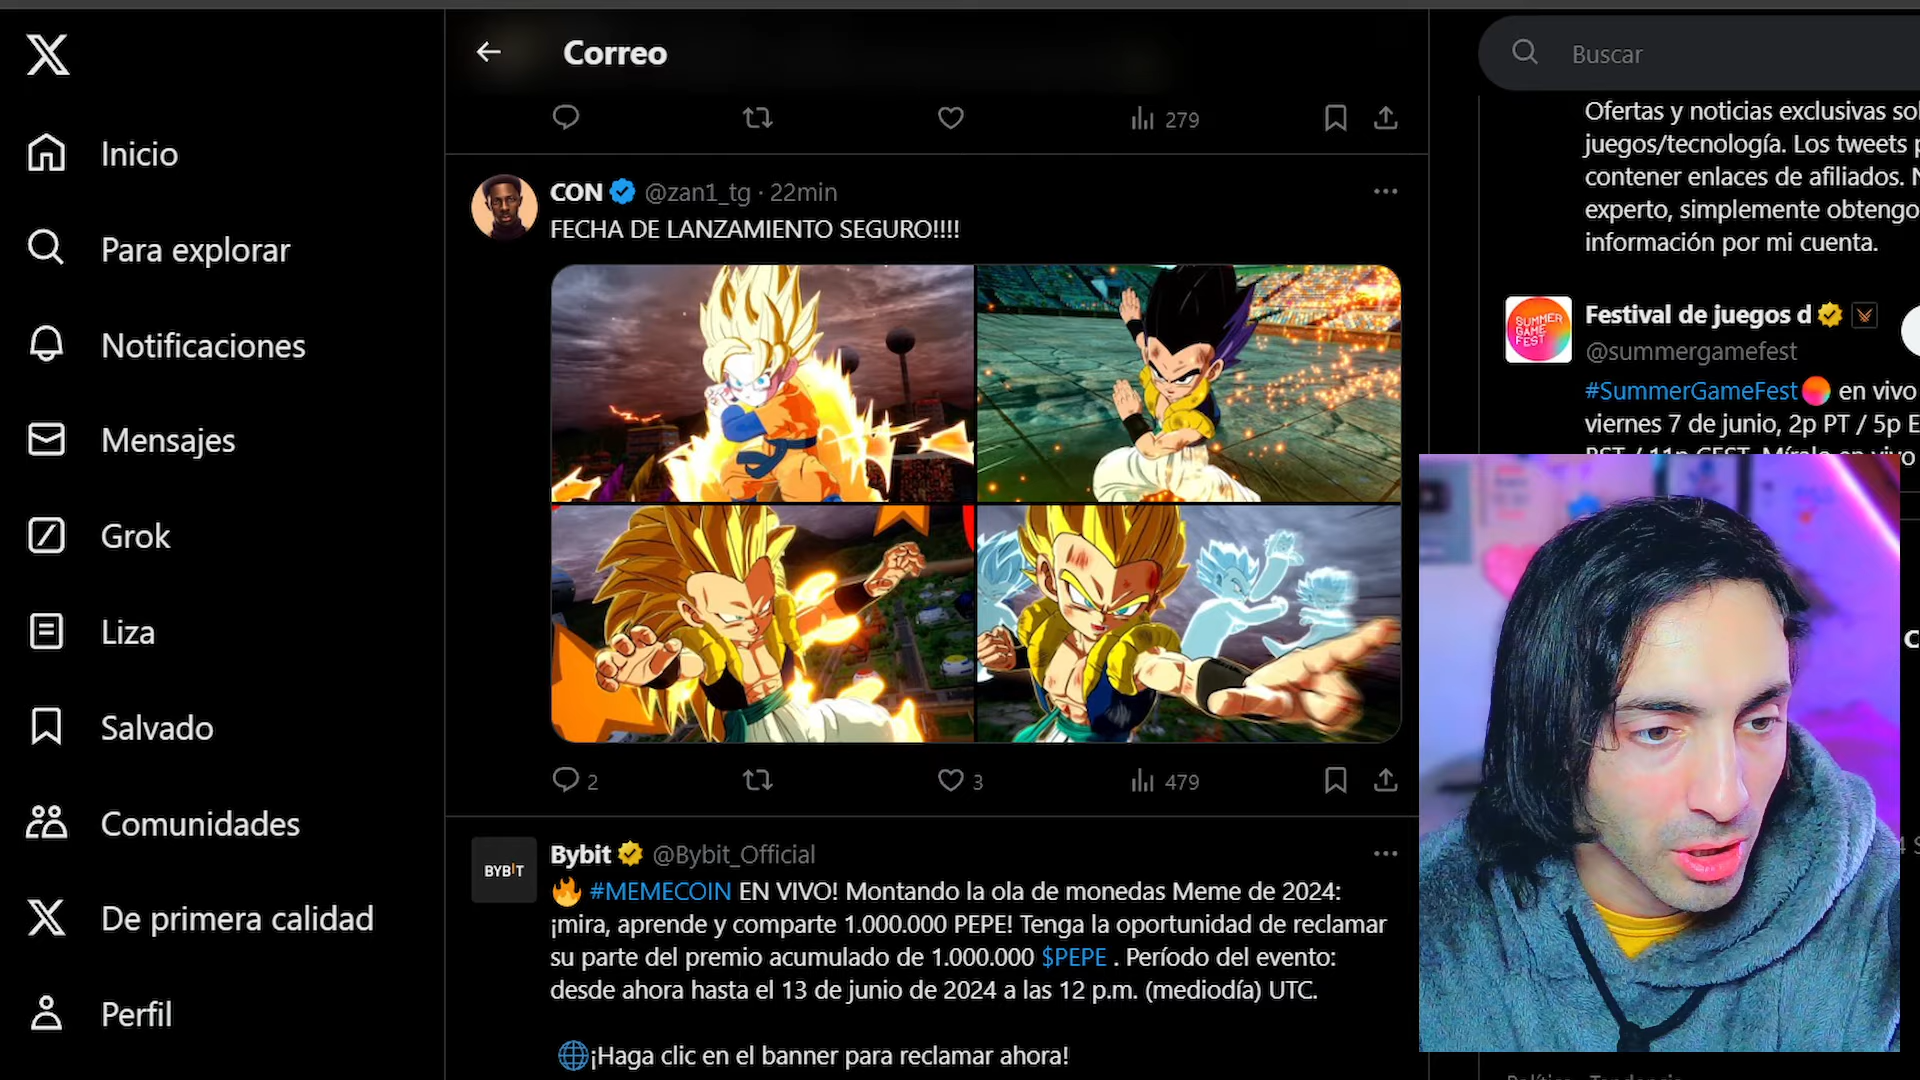 Correo
279
CON @zan1_tg · 22min
FECHA DE LANZAMIENTO SEGURO!!!!
2
3
479
BYBIT
Bybit @Bybit_Official
#MEMECOIN EN VIVO! Montando la ola de monedas Meme de 2024:
¡mira, aprende y comparte 1.000.000 PEPE! Tenga la oportunidad de reclamar
su parte del premio acumulado de 1.000.000 $PEPE . Período del evento:
desde ahora hasta el 13 de junio de 2024 a las 12 p.m. (mediodía) UTC.
¡Haga clic en el banner para reclamar ahora!
Inicio
Para explorar
Notificaciones
Mensajes
Grok
Liza
Salvado
Comunidades
De primera calidad
Perfil
Buscar
Ofertas y noticias exclusivas
juegos/tecnología. Los tweets
contener enlaces de afiliados.
experto, simplemente obtengo
información por mi cuenta.
SUMMER
GAME
FEST
Festival de juegos d
@summergamefest
#SummerGameFest en vivo
viernes 7 de junio, 2p PT / 5p